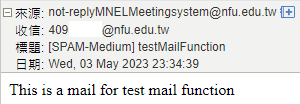 來源: not-replyMNELMeetingsystem@nfu.edu.tw
收信: 409 @nfu.edu.tw
標題: [SPAM-Medium] testMailFunction
日期: Wed, 03 May 2023 23:34:39
This is a mail for test mail function